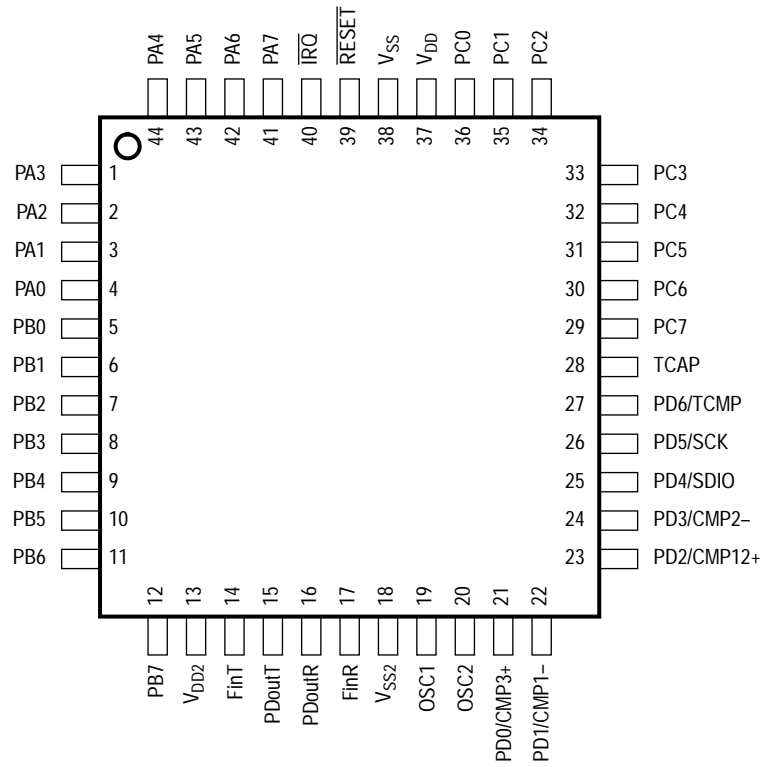 PA4 PA5 PA6 PA7 IRQ RESET VSS VDD PC0 PC1 PC2
44 43 42 41 40 39 38 37 36 35 34
PA3 1 33 PC3
PA2 2 32 PC4
PA1 3 31 PC5
PA0 4 30 PC6
PB0 5 29 PC7
PB1 6 28 TCAP
PB2 7 27 PD6/TCMP
PB3 8 26 PD5/SCK
PB4 9 25 PD4/SDIO
PB5 10 24 PD3/CMP2–
PB6 11 23 PD2/CMP12+
12 13 14 15 16 17 18 19 20 21 22
PB7 VDD2 FinT PDoutT PDoutR FinR VSS2 OSC1 OSC2 PD0/CMP3+ PD1/CMP1–